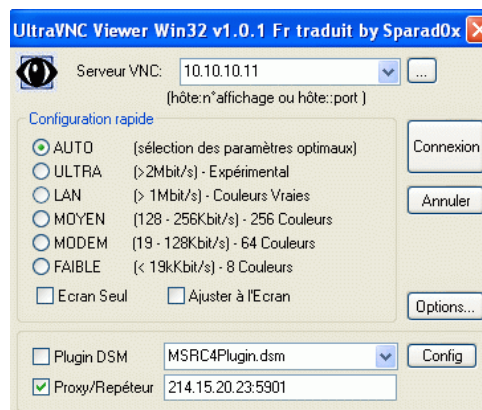 UltraVNC Viewer Win32 v1.0.1 Fr traduit by Sparad0x
Serveur VNC: 10.10.10.11 ...
(hôte:n°affichage ou hôte::port )
Configuration rapide
AUTO (sélection des paramètres optimaux) Connexion
ULTRA (>2Mbit/s) - Expérimental
LAN (> 1Mbit/s) - Couleurs Vraies Annuler
MOYEN (128 - 256Kbit/s) - 256 Couleurs
MODEM (19 - 128Kbit/s) - 64 Couleurs
FAIBLE (< 19kKbit/s) - 8 Couleurs
Ecran Seul Ajuster à l'Ecran Options...
Plugin DSM MSRC4Plugin.dsm Config
Proxy/Repéteur 214.15.20.23:5901